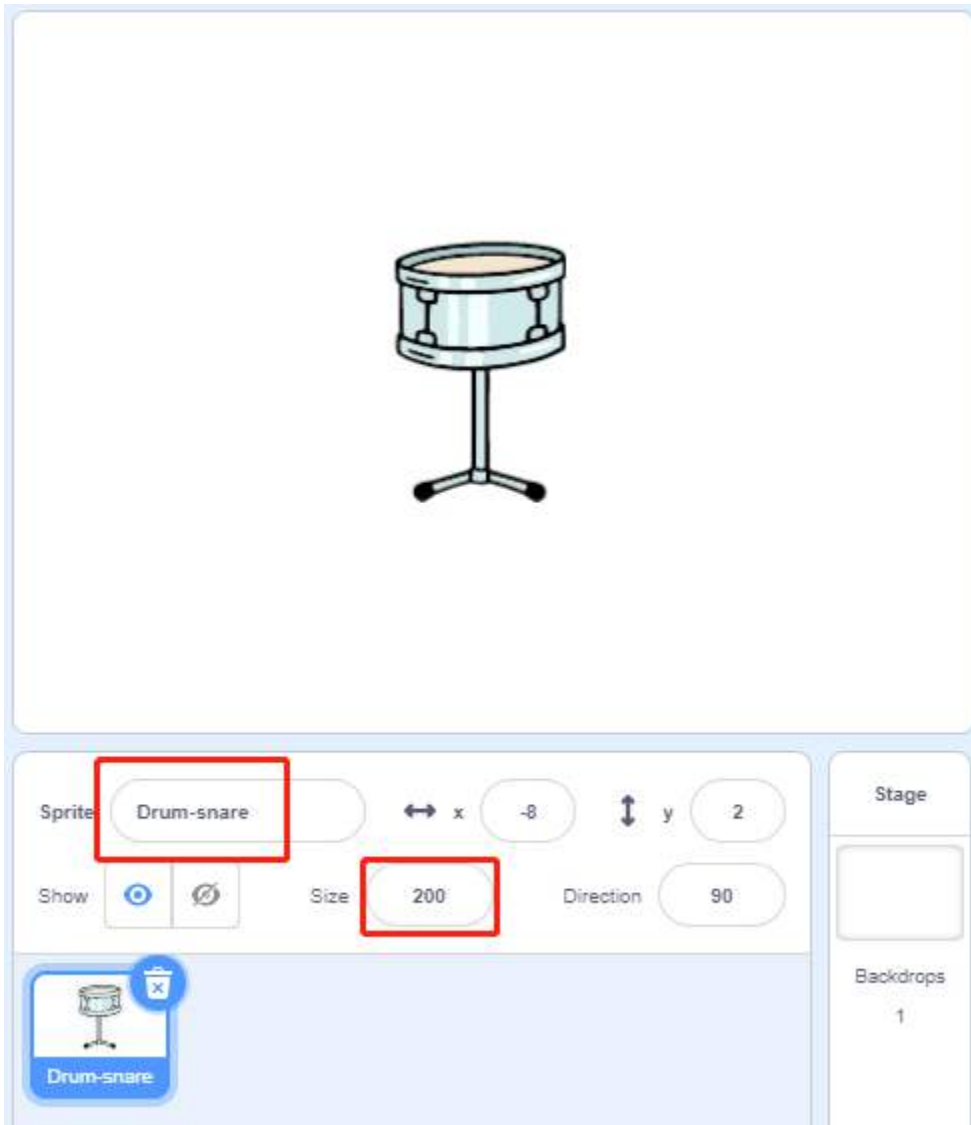 Sprite Drum-snare x -8 y 2
Show Size 200 Direction 90
Drum-snare
Stage
Backdrops
1